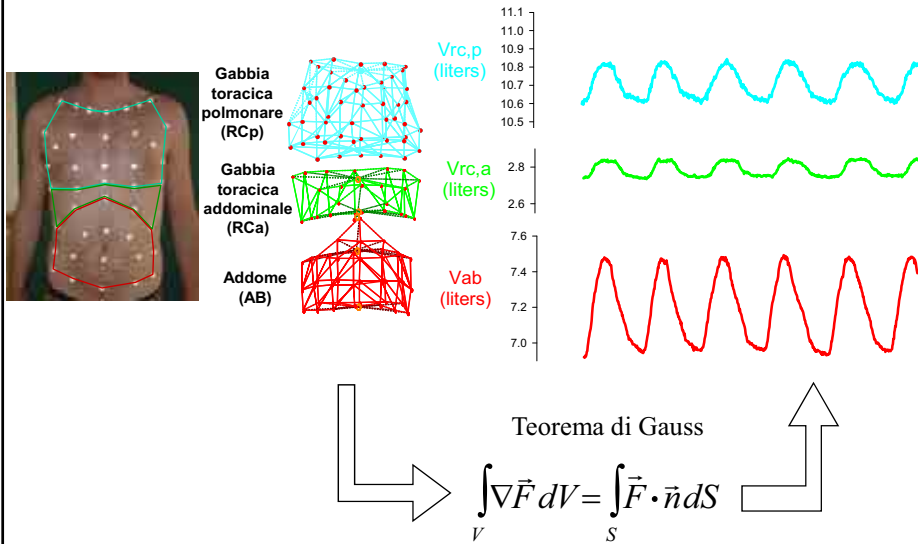 Gabbia
toracica
polmonare
(RCp)
Gabbia
toracica
addominale
(RCa)
Addome
(AB)
Vrc,p
(liters)
11.1
11.0
10.9
10.8
10.6
10.5
Vrc,a
(liters)
2.8
2.6
Vab
(liters)
7.6
7.4
7.2
7.0
Teorema di Gauss
∫V ∇F⃗ dV = ∫S F⃗ · n⃗ dS